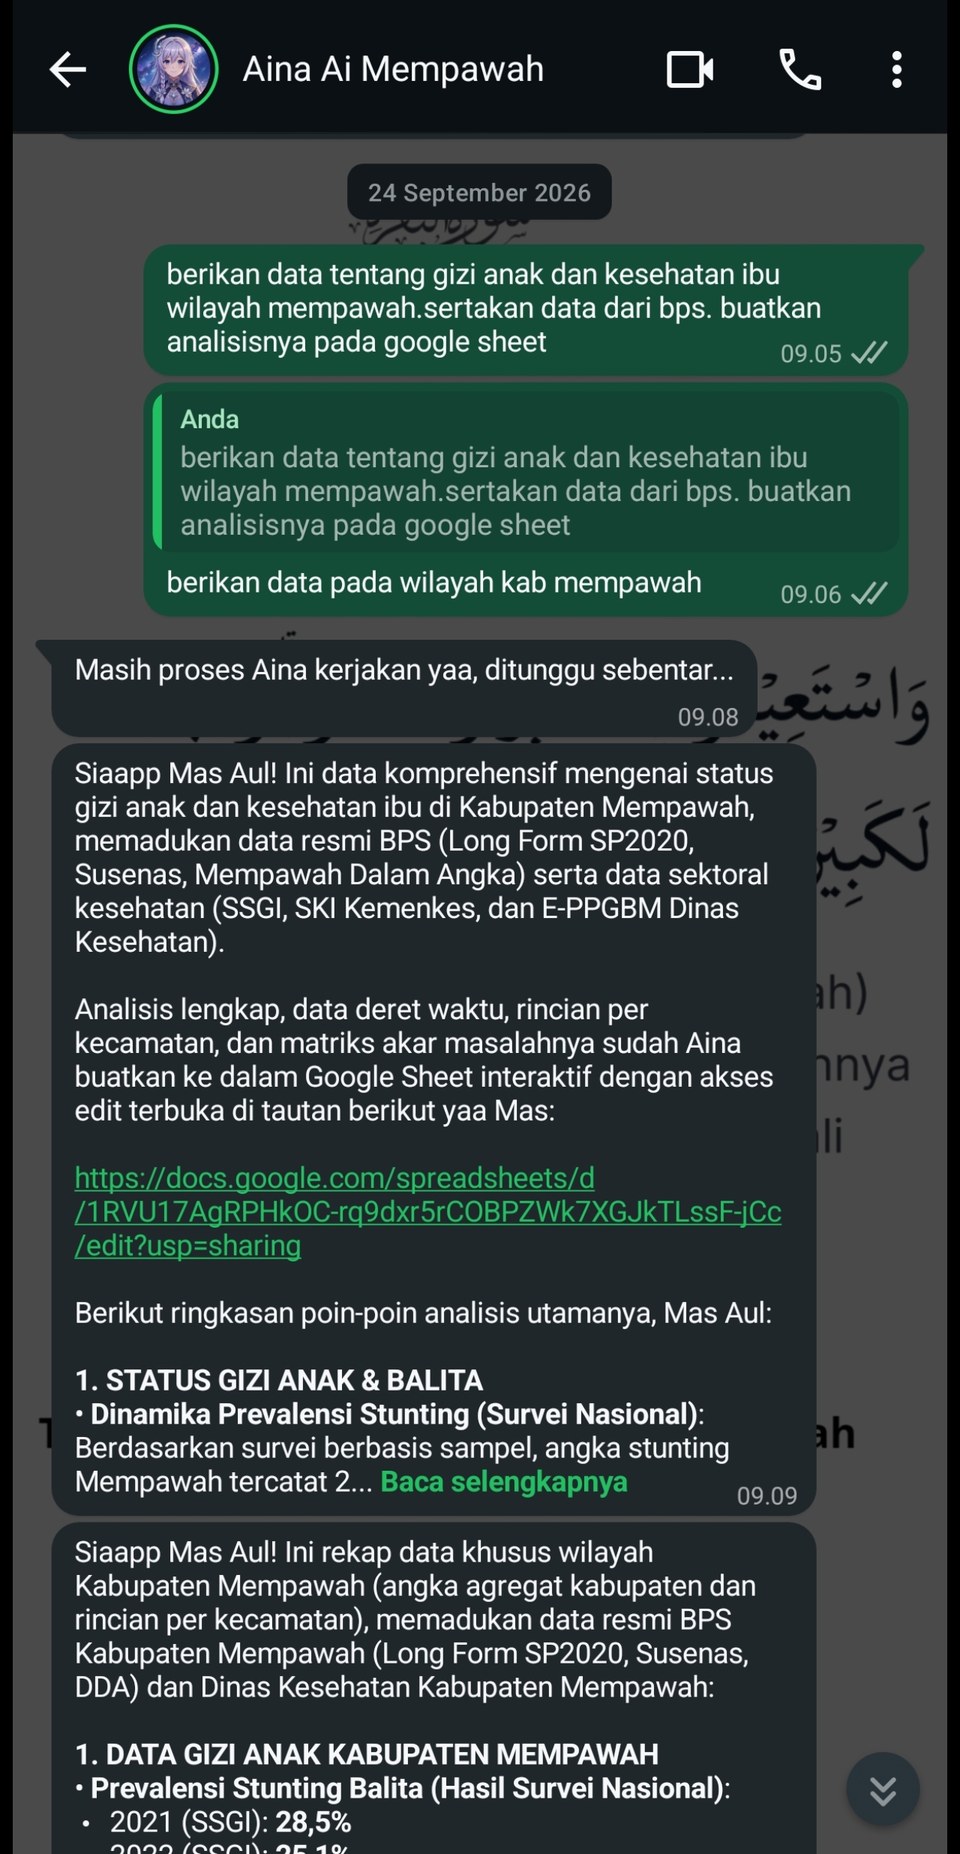 Aina Ai Mempawah
24 September 2026
berikan data tentang gizi anak dan kesehatan ibu
wilayah mempawah.sertakan data dari bps. buatkan
analisisnya pada google sheet
09.05
Anda
berikan data tentang gizi anak dan kesehatan ibu
wilayah mempawah.sertakan data dari bps. buatkan
analisisnya pada google sheet
berikan data pada wilayah kab mempawah
09.06
Masih proses Aina kerjakan yaa, ditunggu sebentar...
09.08
Siaapp Mas Aul! Ini data komprehensif mengenai status
gizi anak dan kesehatan ibu di Kabupaten Mempawah,
memadukan data resmi BPS (Long Form SP2020,
Susenas, Mempawah Dalam Angka) serta data sektoral
kesehatan (SSGI, SKI Kemenkes, dan E-PPGBM Dinas
Kesehatan).
Analisis lengkap, data deret waktu, rincian per
kecamatan, dan matriks akar masalahnya sudah Aina
buatkan ke dalam Google Sheet interaktif dengan akses
edit terbuka di tautan berikut yaa Mas:
https://docs.google.com/spreadsheets/d
/1RVU17AgRPHkOC-rq9dxr5rCOBPZWk7XGJkTLssF-jCc
/edit?usp=sharing
Berikut ringkasan poin-poin analisis utamanya, Mas Aul:
1. STATUS GIZI ANAK & BALITA
• Dinamika Prevalensi Stunting (Survei Nasional):
Berdasarkan survei berbasis sampel, angka stunting
Mempawah tercatat 2... Baca selengkapnya
09.09
Siaapp Mas Aul! Ini rekap data khusus wilayah
Kabupaten Mempawah (angka agregat kabupaten dan
rincian per kecamatan), memadukan data resmi BPS
Kabupaten Mempawah (Long Form SP2020, Susenas,
DDA) dan Dinas Kesehatan Kabupaten Mempawah:
1. DATA GIZI ANAK KABUPATEN MEMPAWAH
• Prevalensi Stunting Balita (Hasil Survei Nasional):
• 2021 (SSGI): 28,5%
2022 (SSGI): 25,1%